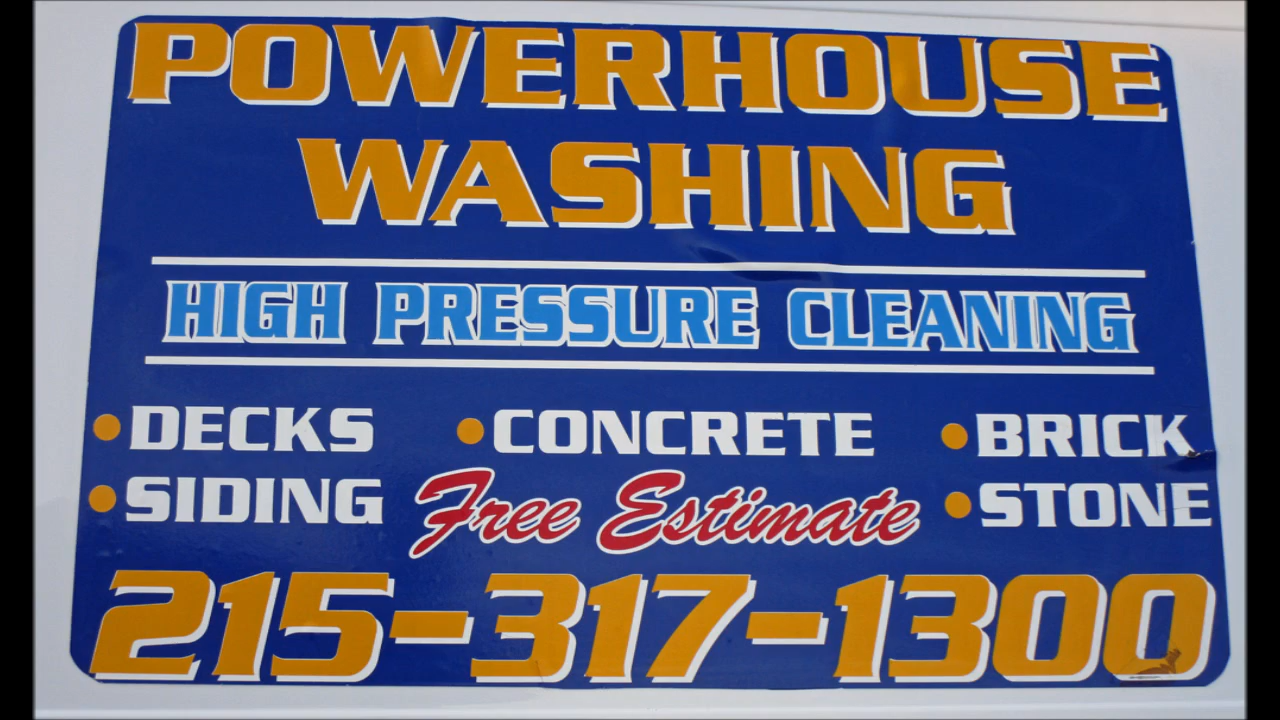 POWERHOUSE
WASHING
HIGH PRESSURE CLEANING
• DECKS • CONCRETE • BRICK
• SIDING Free Estimate • STONE
215-317-1300